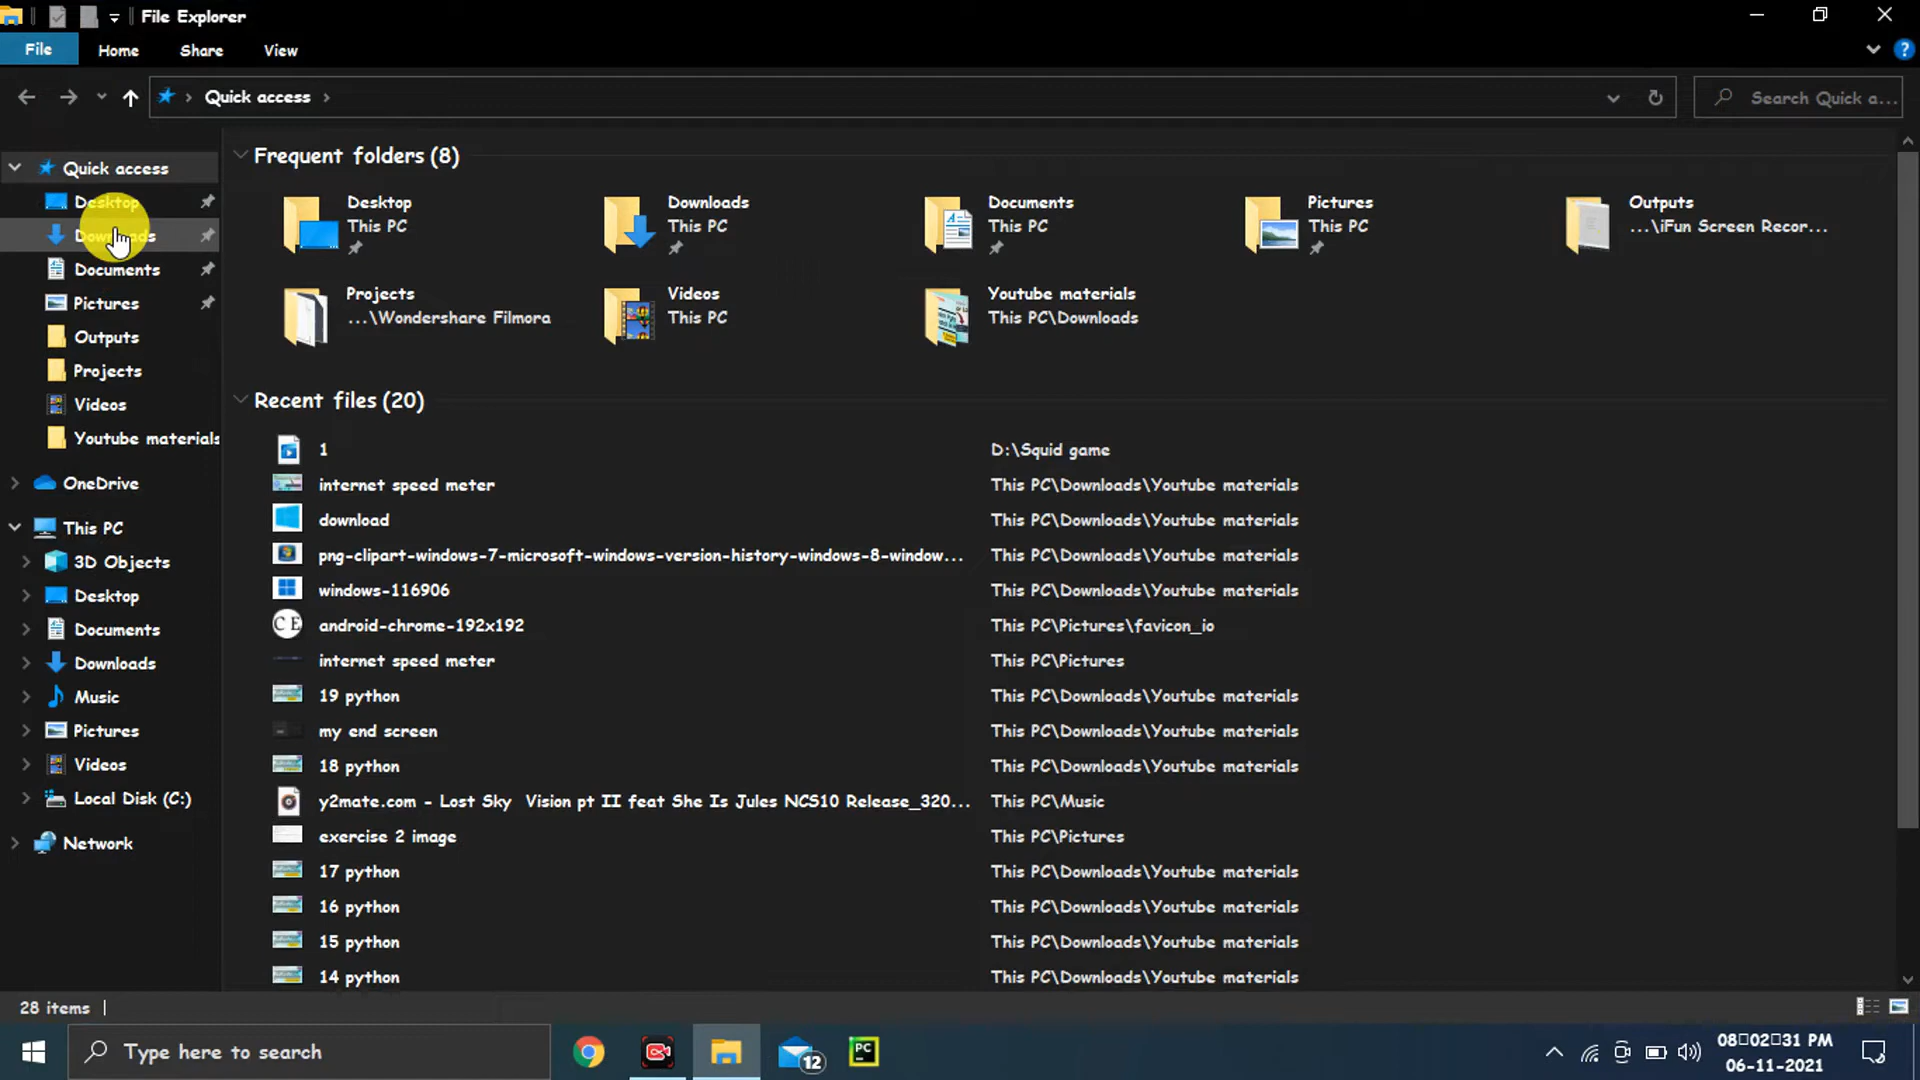 File Explorer
File Home Share View
Quick access
Search Quick a...
Quick access
Desktop
Downloads
Documents
Pictures
Outputs
Projects
Videos
Youtube materials
OneDrive
This PC
3D Objects
Desktop
Documents
Downloads
Music
Pictures
Videos
Local Disk (C:)
Network
Frequent folders (8)
Desktop
This PC
Downloads
This PC
Documents
This PC
Pictures
This PC
Outputs
...\iFun Screen Recor...
Projects
...\Wondershare Filmora
Videos
This PC
Youtube materials
This PC\Downloads
Recent files (20)
1 D:\Squid game
internet speed meter This PC\Downloads\Youtube materials
download This PC\Downloads\Youtube materials
png-clipart-windows-7-microsoft-windows-version-history-windows-8-window... This PC\Downloads\Youtube materials
windows-116906 This PC\Downloads\Youtube materials
CE android-chrome-192x192 This PC\Pictures\favicon_io
internet speed meter This PC\Pictures
19 python This PC\Downloads\Youtube materials
my end screen This PC\Downloads\Youtube materials
18 python This PC\Downloads\Youtube materials
y2mate.com - Lost Sky Vision pt II feat She Is Jules NCS10 Release_320... This PC\Music
exercise 2 image This PC\Pictures
17 python This PC\Downloads\Youtube materials
16 python This PC\Downloads\Youtube materials
15 python This PC\Downloads\Youtube materials
14 python This PC\Downloads\Youtube materials
28 items
Type here to search
12
PC
08▯02▯31 PM
06-11-2021